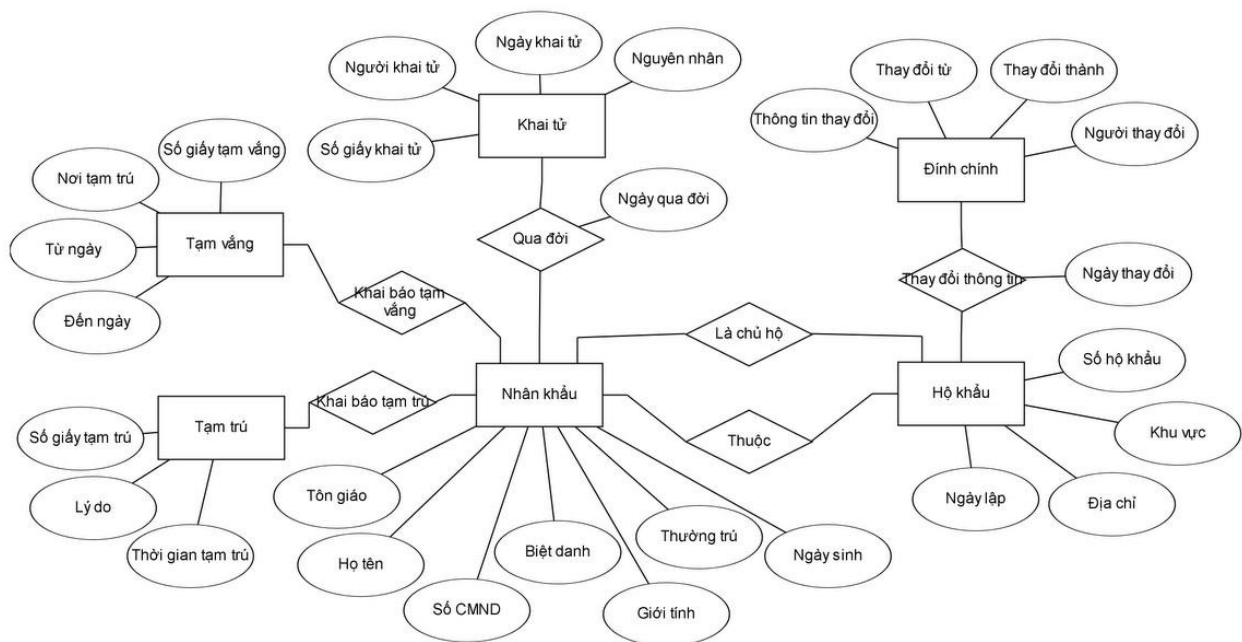 Ngày khai tử
Người khai tử
Nguyên nhân
Khai tử
Số giấy khai tử
Thay đổi từ
Thay đổi thành
Thông tin thay đổi
Người thay đổi
Đính chính
Số giấy tạm vắng
Nơi tạm trú
Từ ngày
Tạm vắng
Đến ngày
Ngày qua đời
Qua đời
Khai báo tạm
vắng
Thay đổi thông tin
Ngày thay đổi
Là chủ hộ
Số hộ khẩu
Khai báo tạm trú
Nhân khẩu
Hộ khẩu
Tạm trú
Số giấy tạm trú
Thuộc
Khu vực
Lý do
Tôn giáo
Ngày lập
Địa chỉ
Thời gian tạm trú
Họ tên
Biệt danh
Thường trú
Ngày sinh
Số CMND
Giới tính